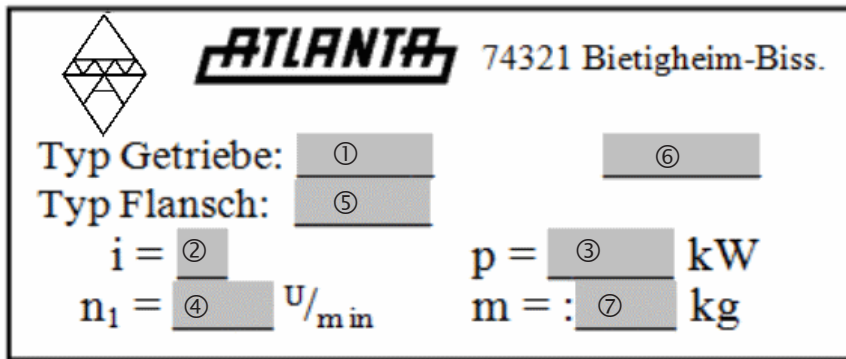 ATLANTA 74321 Bietigheim-Biss.
Typ Getriebe: ① ⑥
Typ Flansch: ⑤
i = ② p = ③ kW
n₁ = ④ U/min m = : ⑦ kg